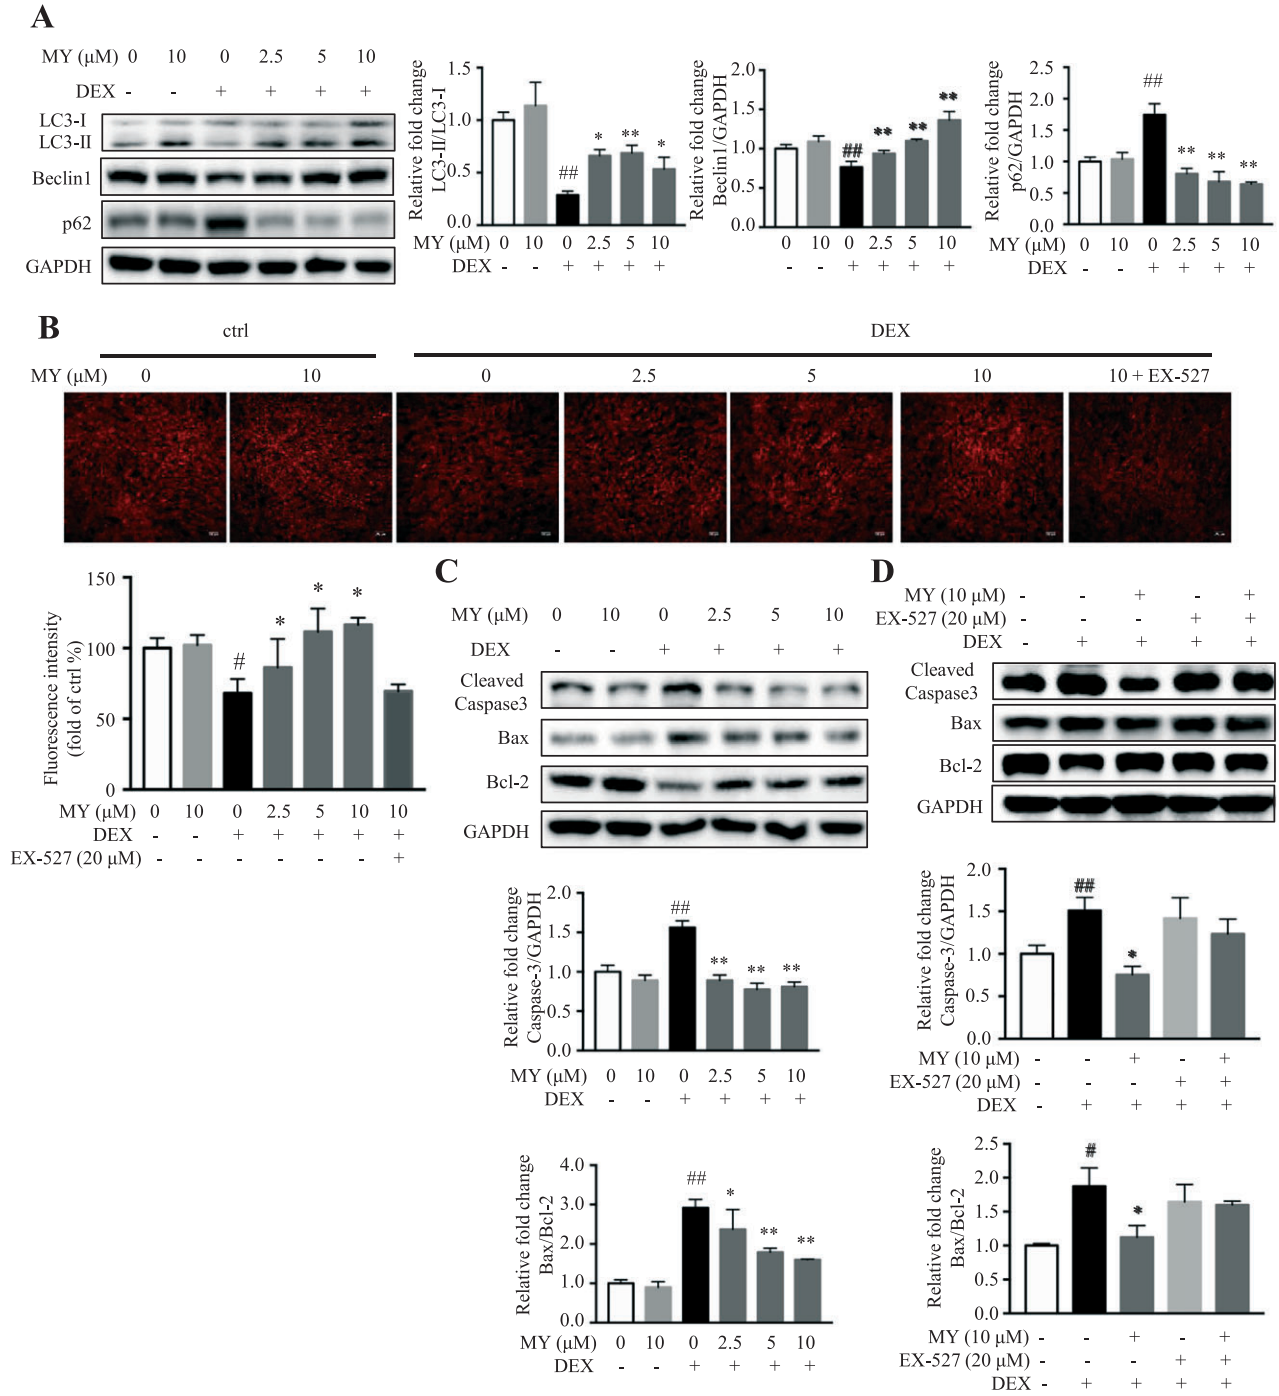 A
MY (μM) 0 10 0 2.5 5 10
DEX - - + + + +
LC3-I
LC3-II
Beclin1
p62
GAPDH
Relative fold change
LC3-II/LC3-I
1.5
1.0
0.5
0.0
## * ** *
MY (μM) 0 10 0 2.5 5 10
DEX - - + + + +
Relative fold change
Beclin1/GAPDH
2.0
1.5
1.0
0.5
0.0
## ** ** **
MY (μM) 0 10 0 2.5 5 10
DEX - - + + + +
Relative fold change
p62/GAPDH
2.5
2.0
1.5
1.0
0.5
0.0
## ** ** **
MY (μM) 0 10 0 2.5 5 10
DEX - - + + + +
B
ctrl DEX
MY (μM) 0 10 0 2.5 5 10 10 + EX-527
Fluorescence intensity
(fold of ctrl %)
150
100
50
0
# * * *
MY (μM) 0 10 0 2.5 5 10 10
DEX - - + + + + +
EX-527 (20 μM) - - - - - - +
C
MY (μM) 0 10 0 2.5 5 10
DEX - - + + + +
Cleaved
Caspase3
Bax
Bcl-2
GAPDH
Relative fold change
Caspase-3/GAPDH
2.0
1.5
1.0
0.5
0.0
## ** ** **
MY (μM) 0 10 0 2.5 5 10
DEX - - + + + +
Relative fold change
Bax/Bcl-2
4.0
3.0
2.0
1.0
0.0
## * ** **
MY (μM) 0 10 0 2.5 5 10
DEX - - + + + +
D
MY (10 μM) - - + - +
EX-527 (20 μM) - - - + +
DEX - + + + +
Cleaved
Caspase3
Bax
Bcl-2
GAPDH
Relative fold change
Caspase-3/GAPDH
2.0
1.5
1.0
0.5
0.0
## *
MY (10 μM) - - + - +
EX-527 (20 μM) - - - + +
DEX - + + + +
Relative fold change
Bax/Bcl-2
2.5
2.0
1.5
1.0
0.5
0.0
# *
MY (10 μM) - - + - +
EX-527 (20 μM) - - - + +
DEX - + + + +